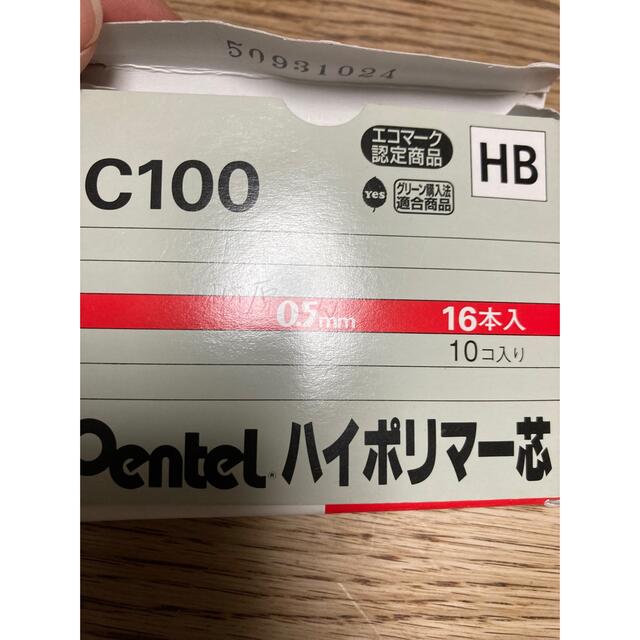 50931024
エコマーク
認定商品
HB
C100
Yes
グリーン購入法
適合商品
0.5mm
16本入
10コ入り
Pentel® ハイポリマー芯